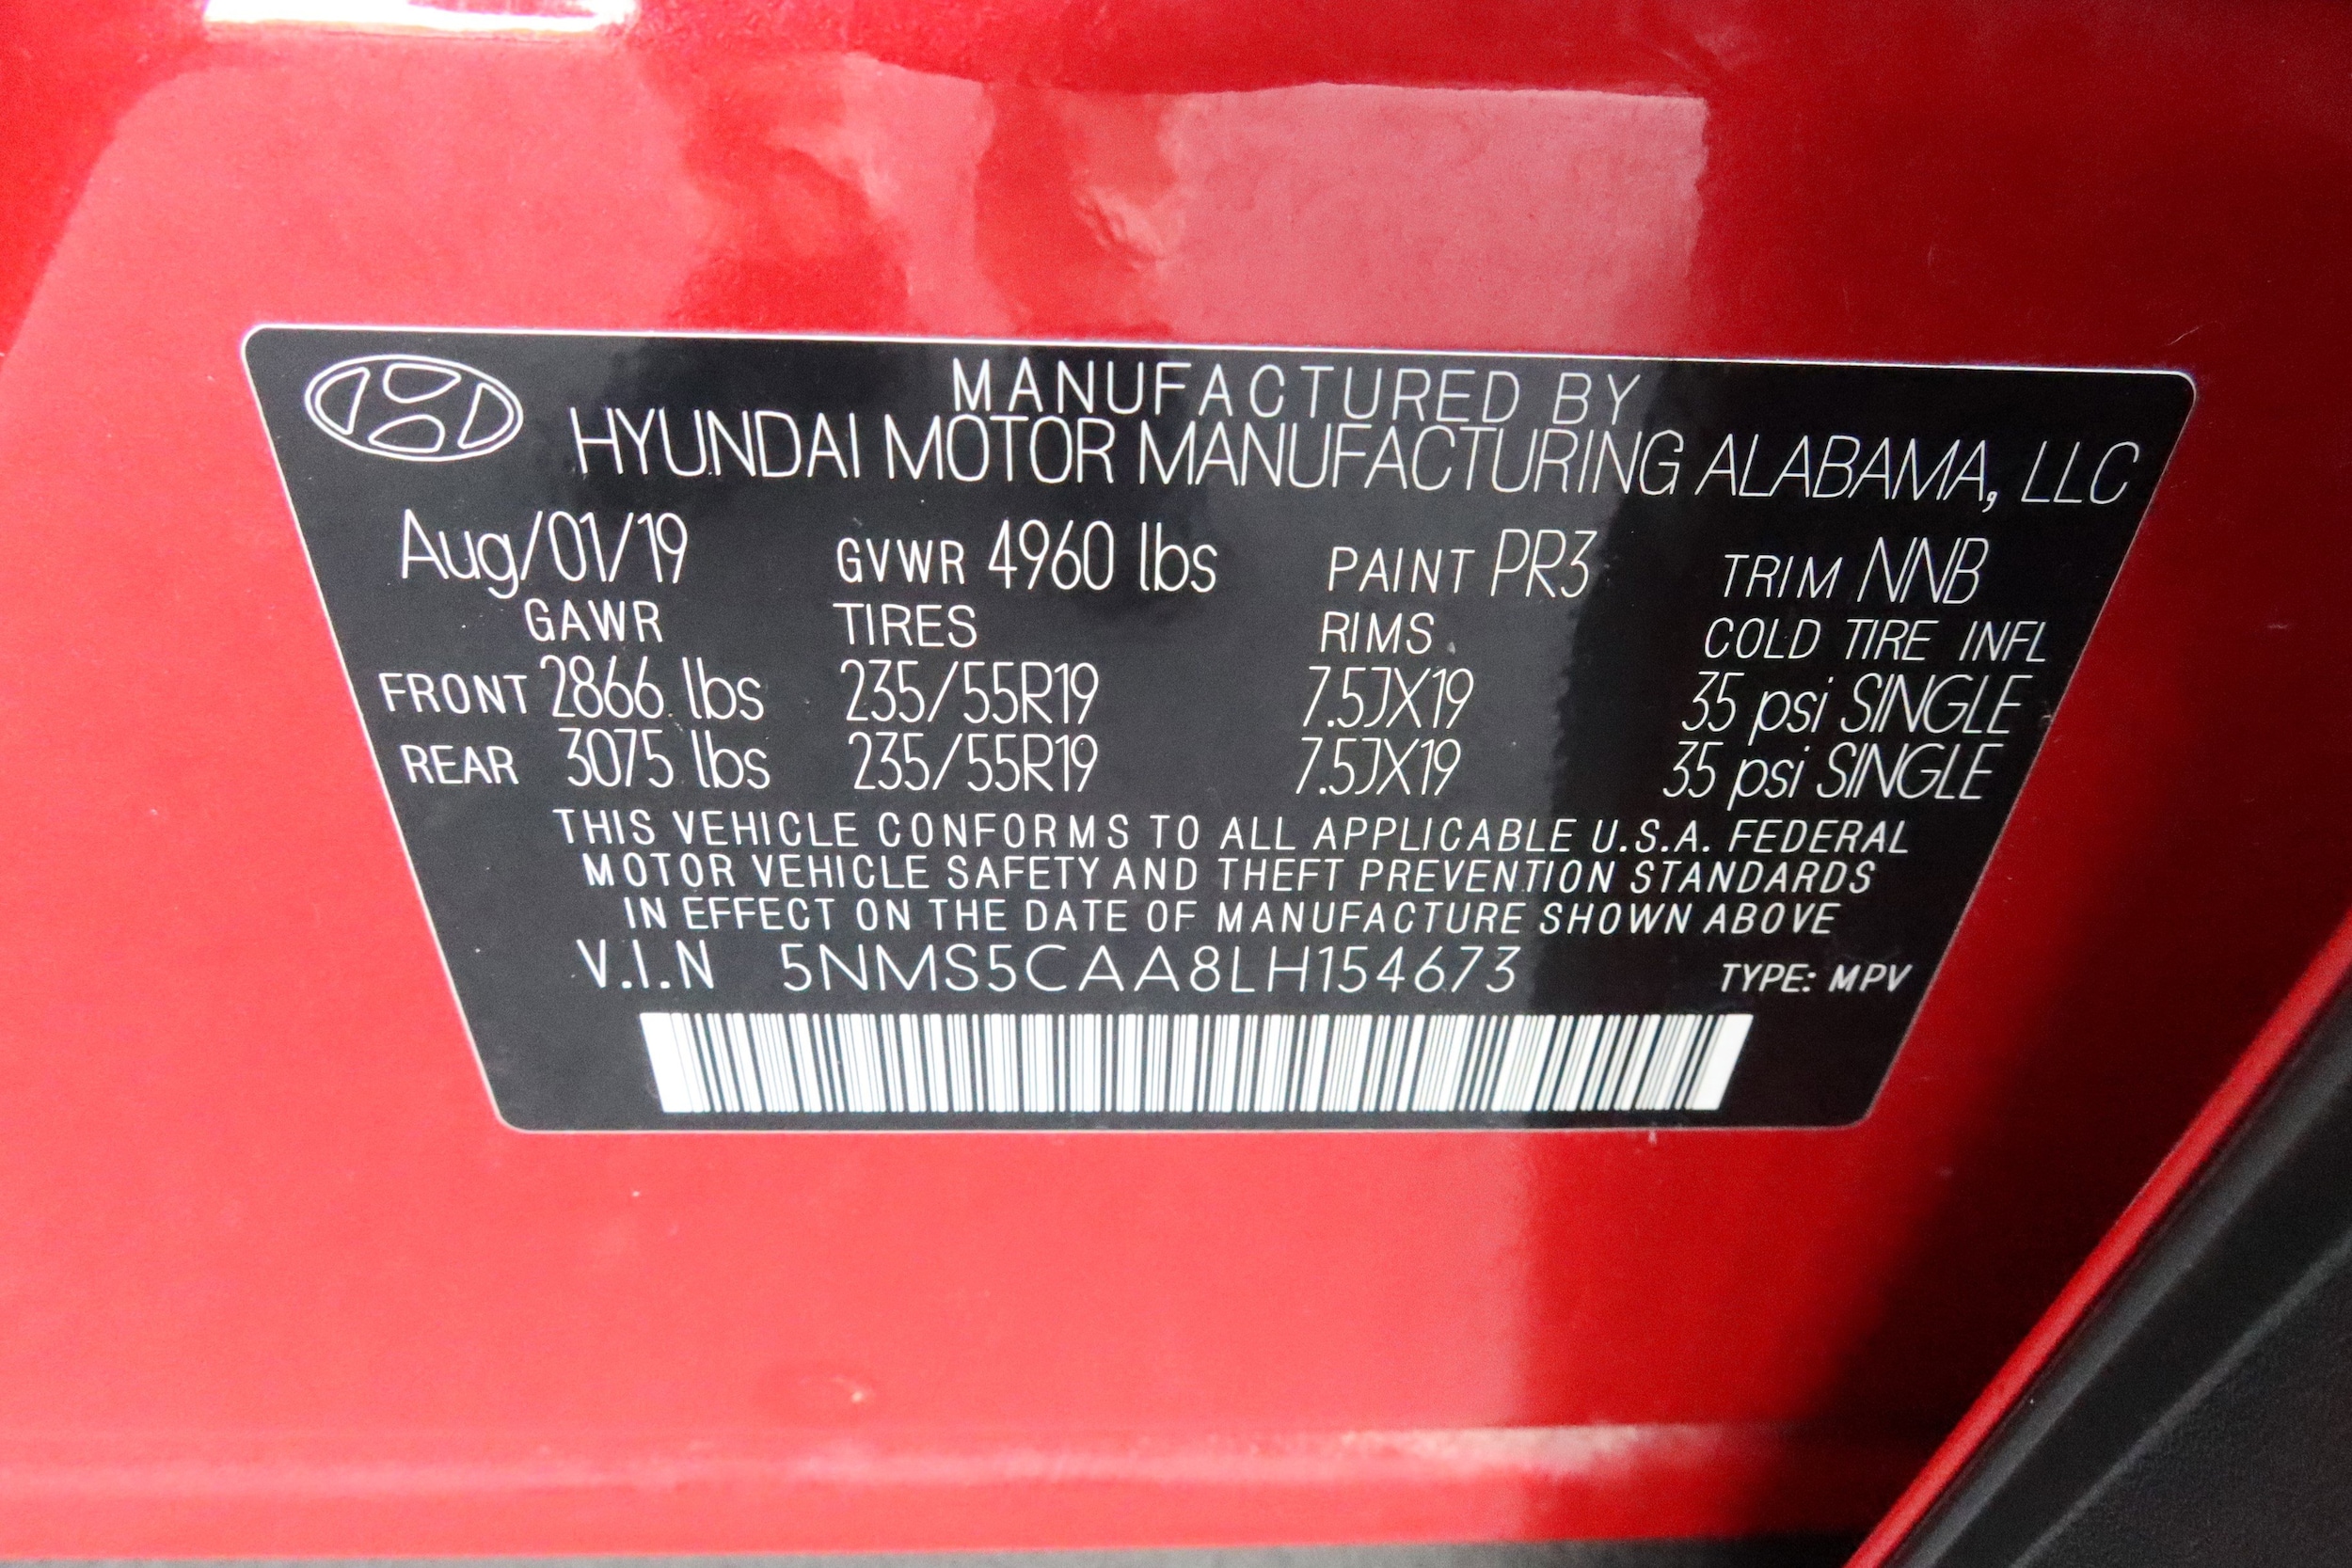 MANUFACTURED BY
HYUNDAI MOTOR MANUFACTURING ALABAMA, LLC
Aug/01/19 GVWR 4960 lbs PAINT PR3 TRIM NNB
GAWR TIRES RIMS COLD TIRE INFL
FRONT 2866 lbs 235/55R19 7.5JX19 35 psi SINGLE
REAR 3075 lbs 235/55R19 7.5JX19 35 psi SINGLE
THIS VEHICLE CONFORMS TO ALL APPLICABLE U.S.A. FEDERAL
MOTOR VEHICLE SAFETY AND THEFT PREVENTION STANDARDS
IN EFFECT ON THE DATE OF MANUFACTURE SHOWN ABOVE
V.I.N 5NMS5CAA8LH154673 TYPE: MPV